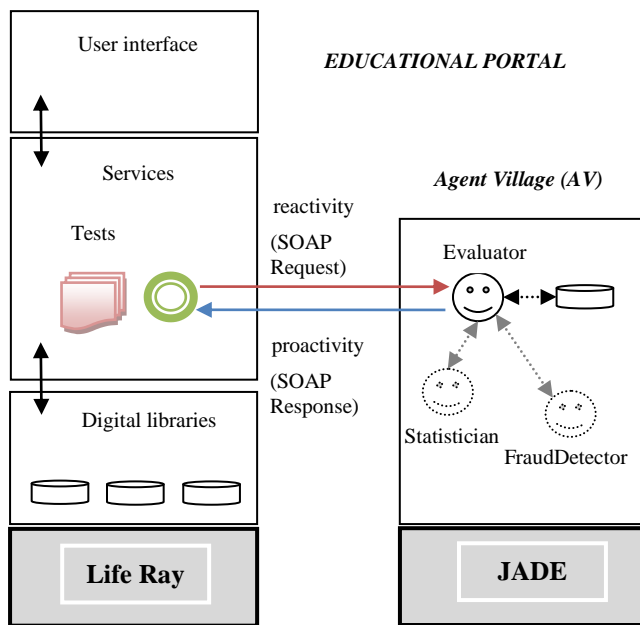 User interface
EDUCATIONAL PORTAL
Services
Tests
reactivity
(SOAP
Request)
proactivity
(SOAP
Response)
Agent Village (AV)
Evaluator
Statistician
FraudDetector
Digital libraries
Life Ray
JADE